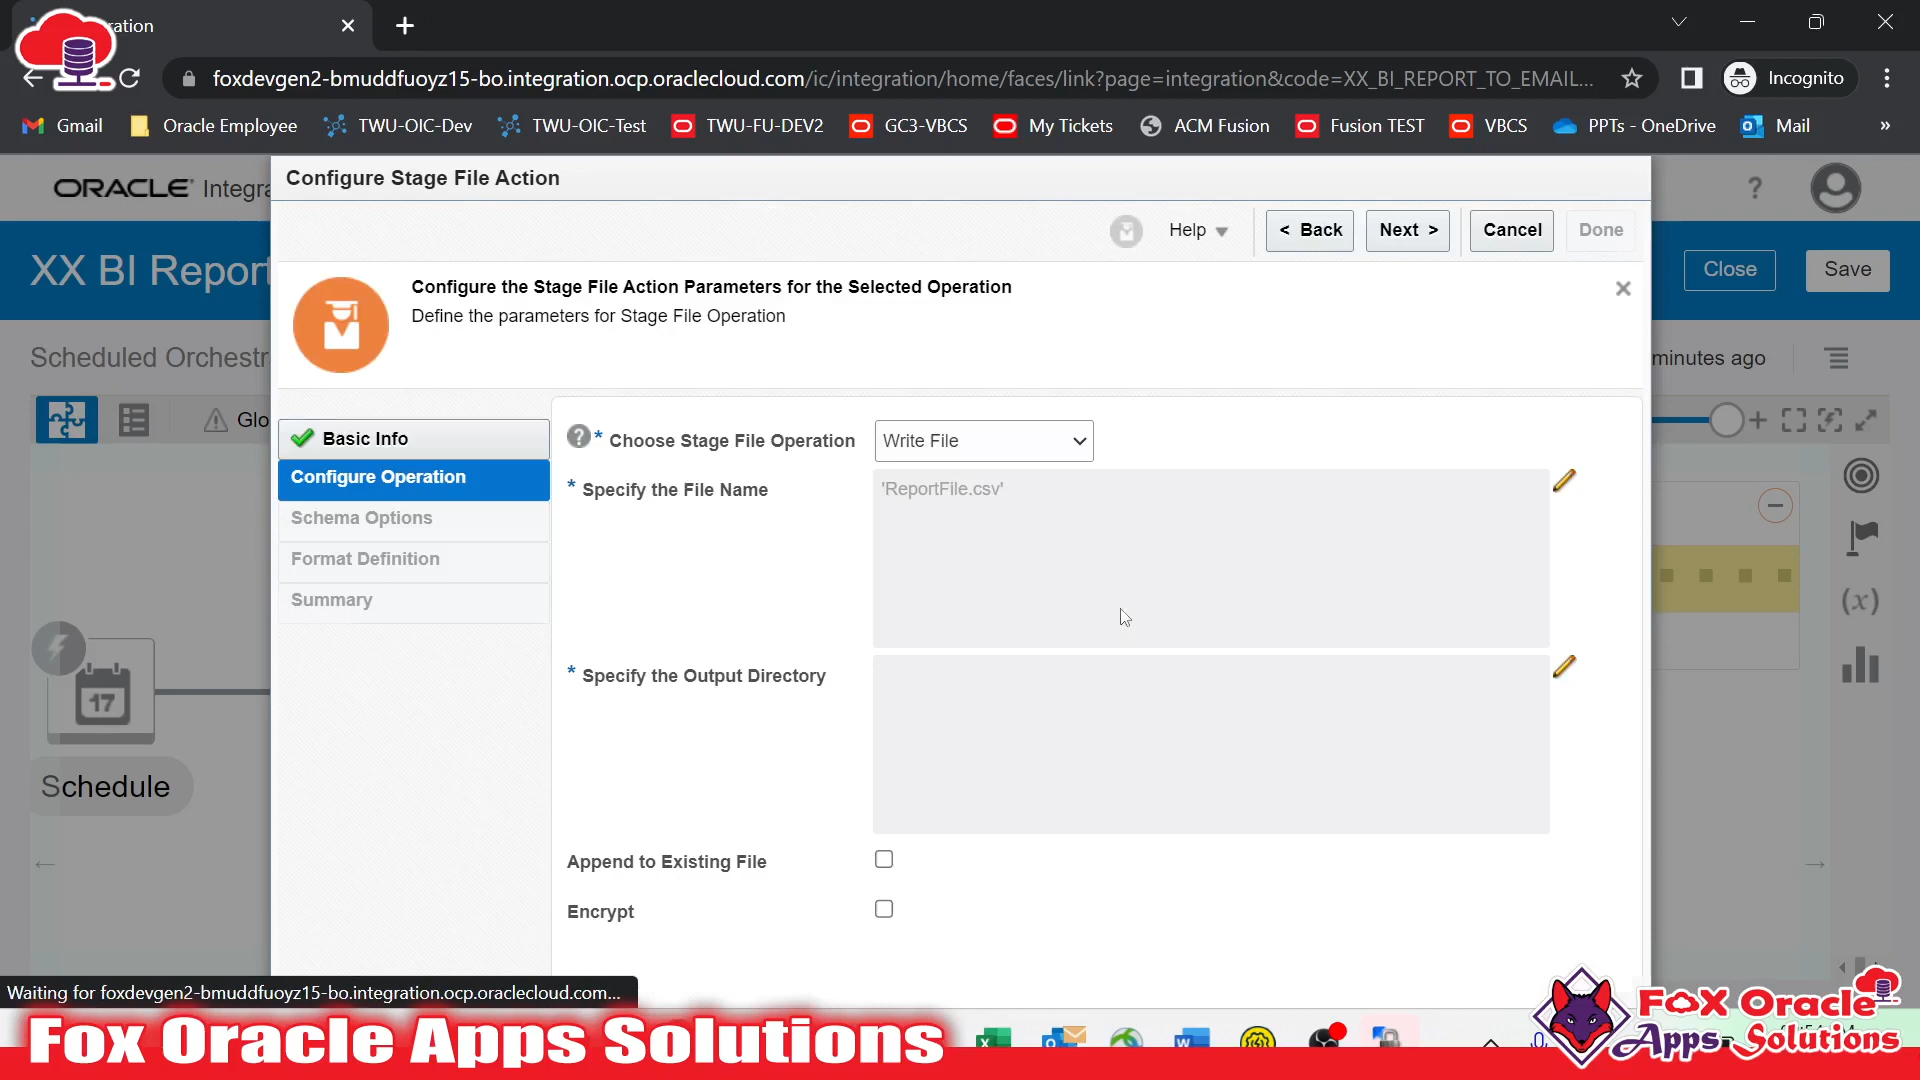 ration
foxdevgen2-bmuddfuoyz15-bo.integration.ocp.oraclecloud.com/ic/integration/home/faces/link?page=integration&code=XX_BI_REPORT_TO_EMAIL...
Incognito
Gmail
Oracle Employee
TWU-OIC-Dev
TWU-OIC-Test
TWU-FU-DEV2
GC3-VBCS
My Tickets
ACM Fusion
Fusion TEST
VBCS
PPTs - OneDrive
Mail
»
ORACLE Integra
?
Configure Stage File Action
Help
< Back
Next >
Cancel
Done
XX BI Report
Close
Save
Configure the Stage File Action Parameters for the Selected Operation
Define the parameters for Stage File Operation
Scheduled Orchestr
minutes ago
Glo
Basic Info
Configure Operation
Schema Options
Format Definition
Summary
? * Choose Stage File Operation
Write File
* Specify the File Name
'ReportFile.csv'
* Specify the Output Directory
Append to Existing File
Encrypt
17
Schedule
(x)
Waiting for foxdevgen2-bmuddfuoyz15-bo.integration.ocp.oraclecloud.com...
Fox Oracle Apps Solutions
FOX Oracle
Apps Solutions